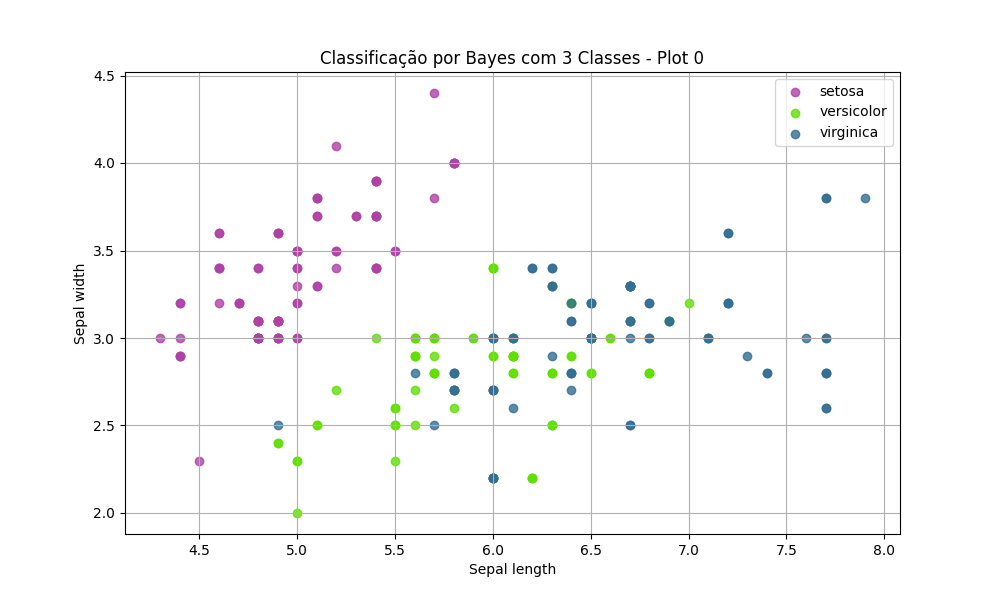 Classificação por Bayes com 3 Classes - Plot 0
setosa
versicolor
virginica
Sepal width
4.5
4.0
3.5
3.0
2.5
2.0
4.5 5.0 5.5 6.0 6.5 7.0 7.5 8.0
Sepal length